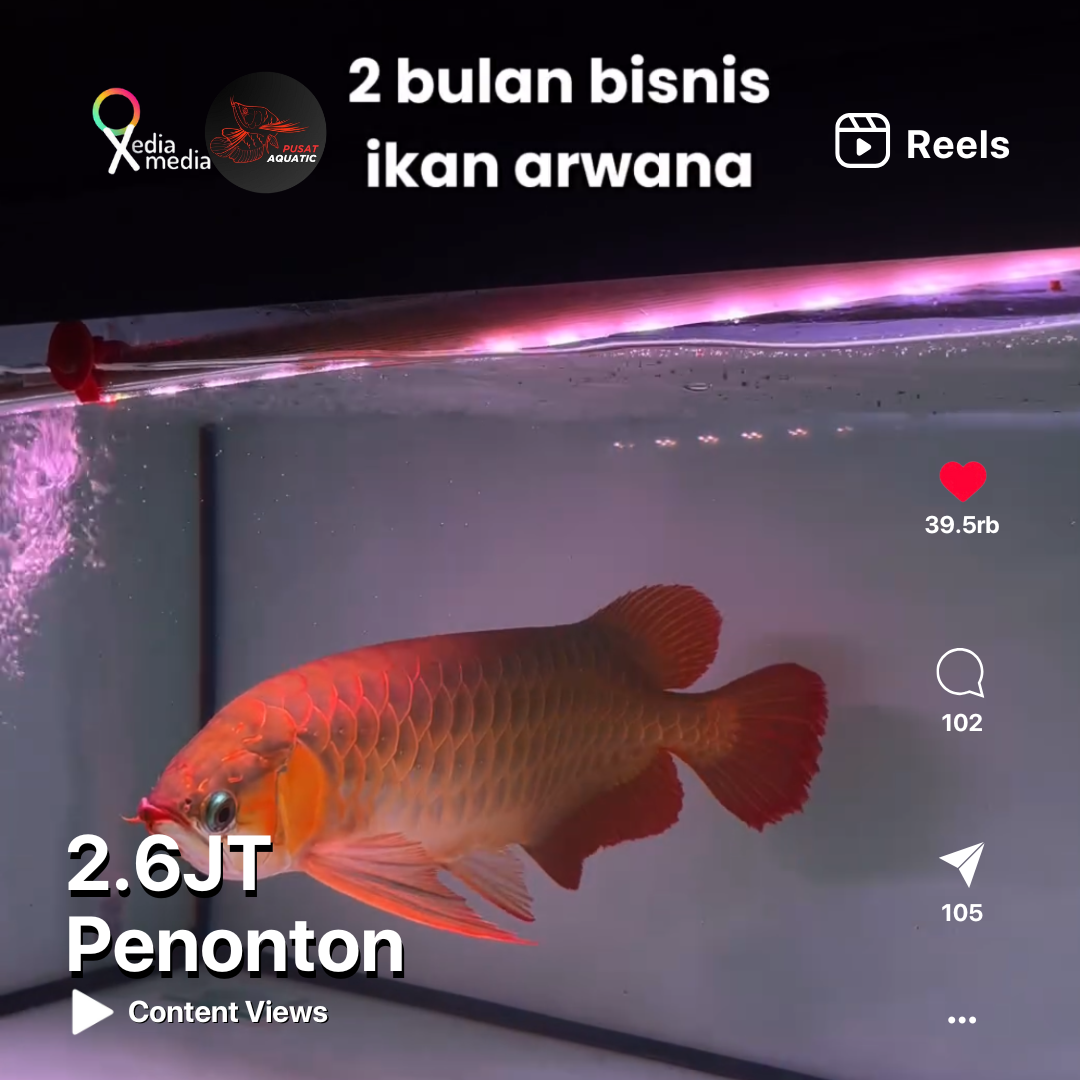 2 bulan bisnis
ikan arwana
Xedia
media
PUSAT
AQUATIC
Reels
39.5rb
102
105
2.6JT
Penonton
Content Views